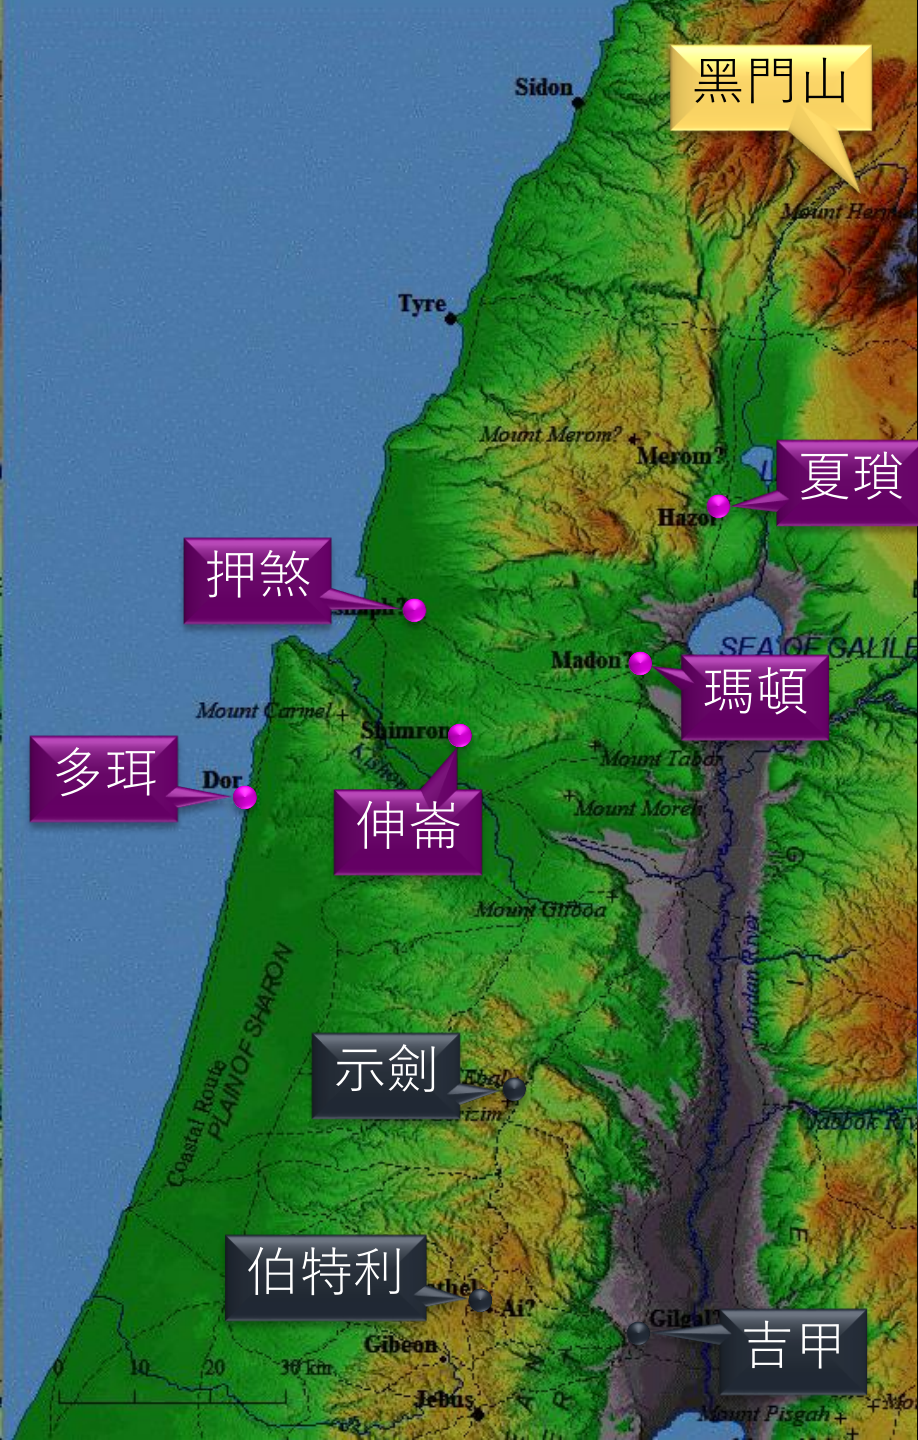 黑門山
Sidon
Mount Hermon
Tyre
Mount Merom?
Merom?
夏瑣
Hazor
押煞
SEA OF GALILE
Madon?
瑪頓
Mount Carmel
Shimron
多珥
Dor
Mount Tabor
Kishon
伸崙
Mount Moreh
Mount Gilboa
Jordan River
PLAIN OF SHARON
Coastal Route
示劍
Ebal
Jabbok Riv
伯特利
Ai?
Gilgal?
吉甲
Gibeon
0 10 20 30 km
Jebus
Mount Pisgah